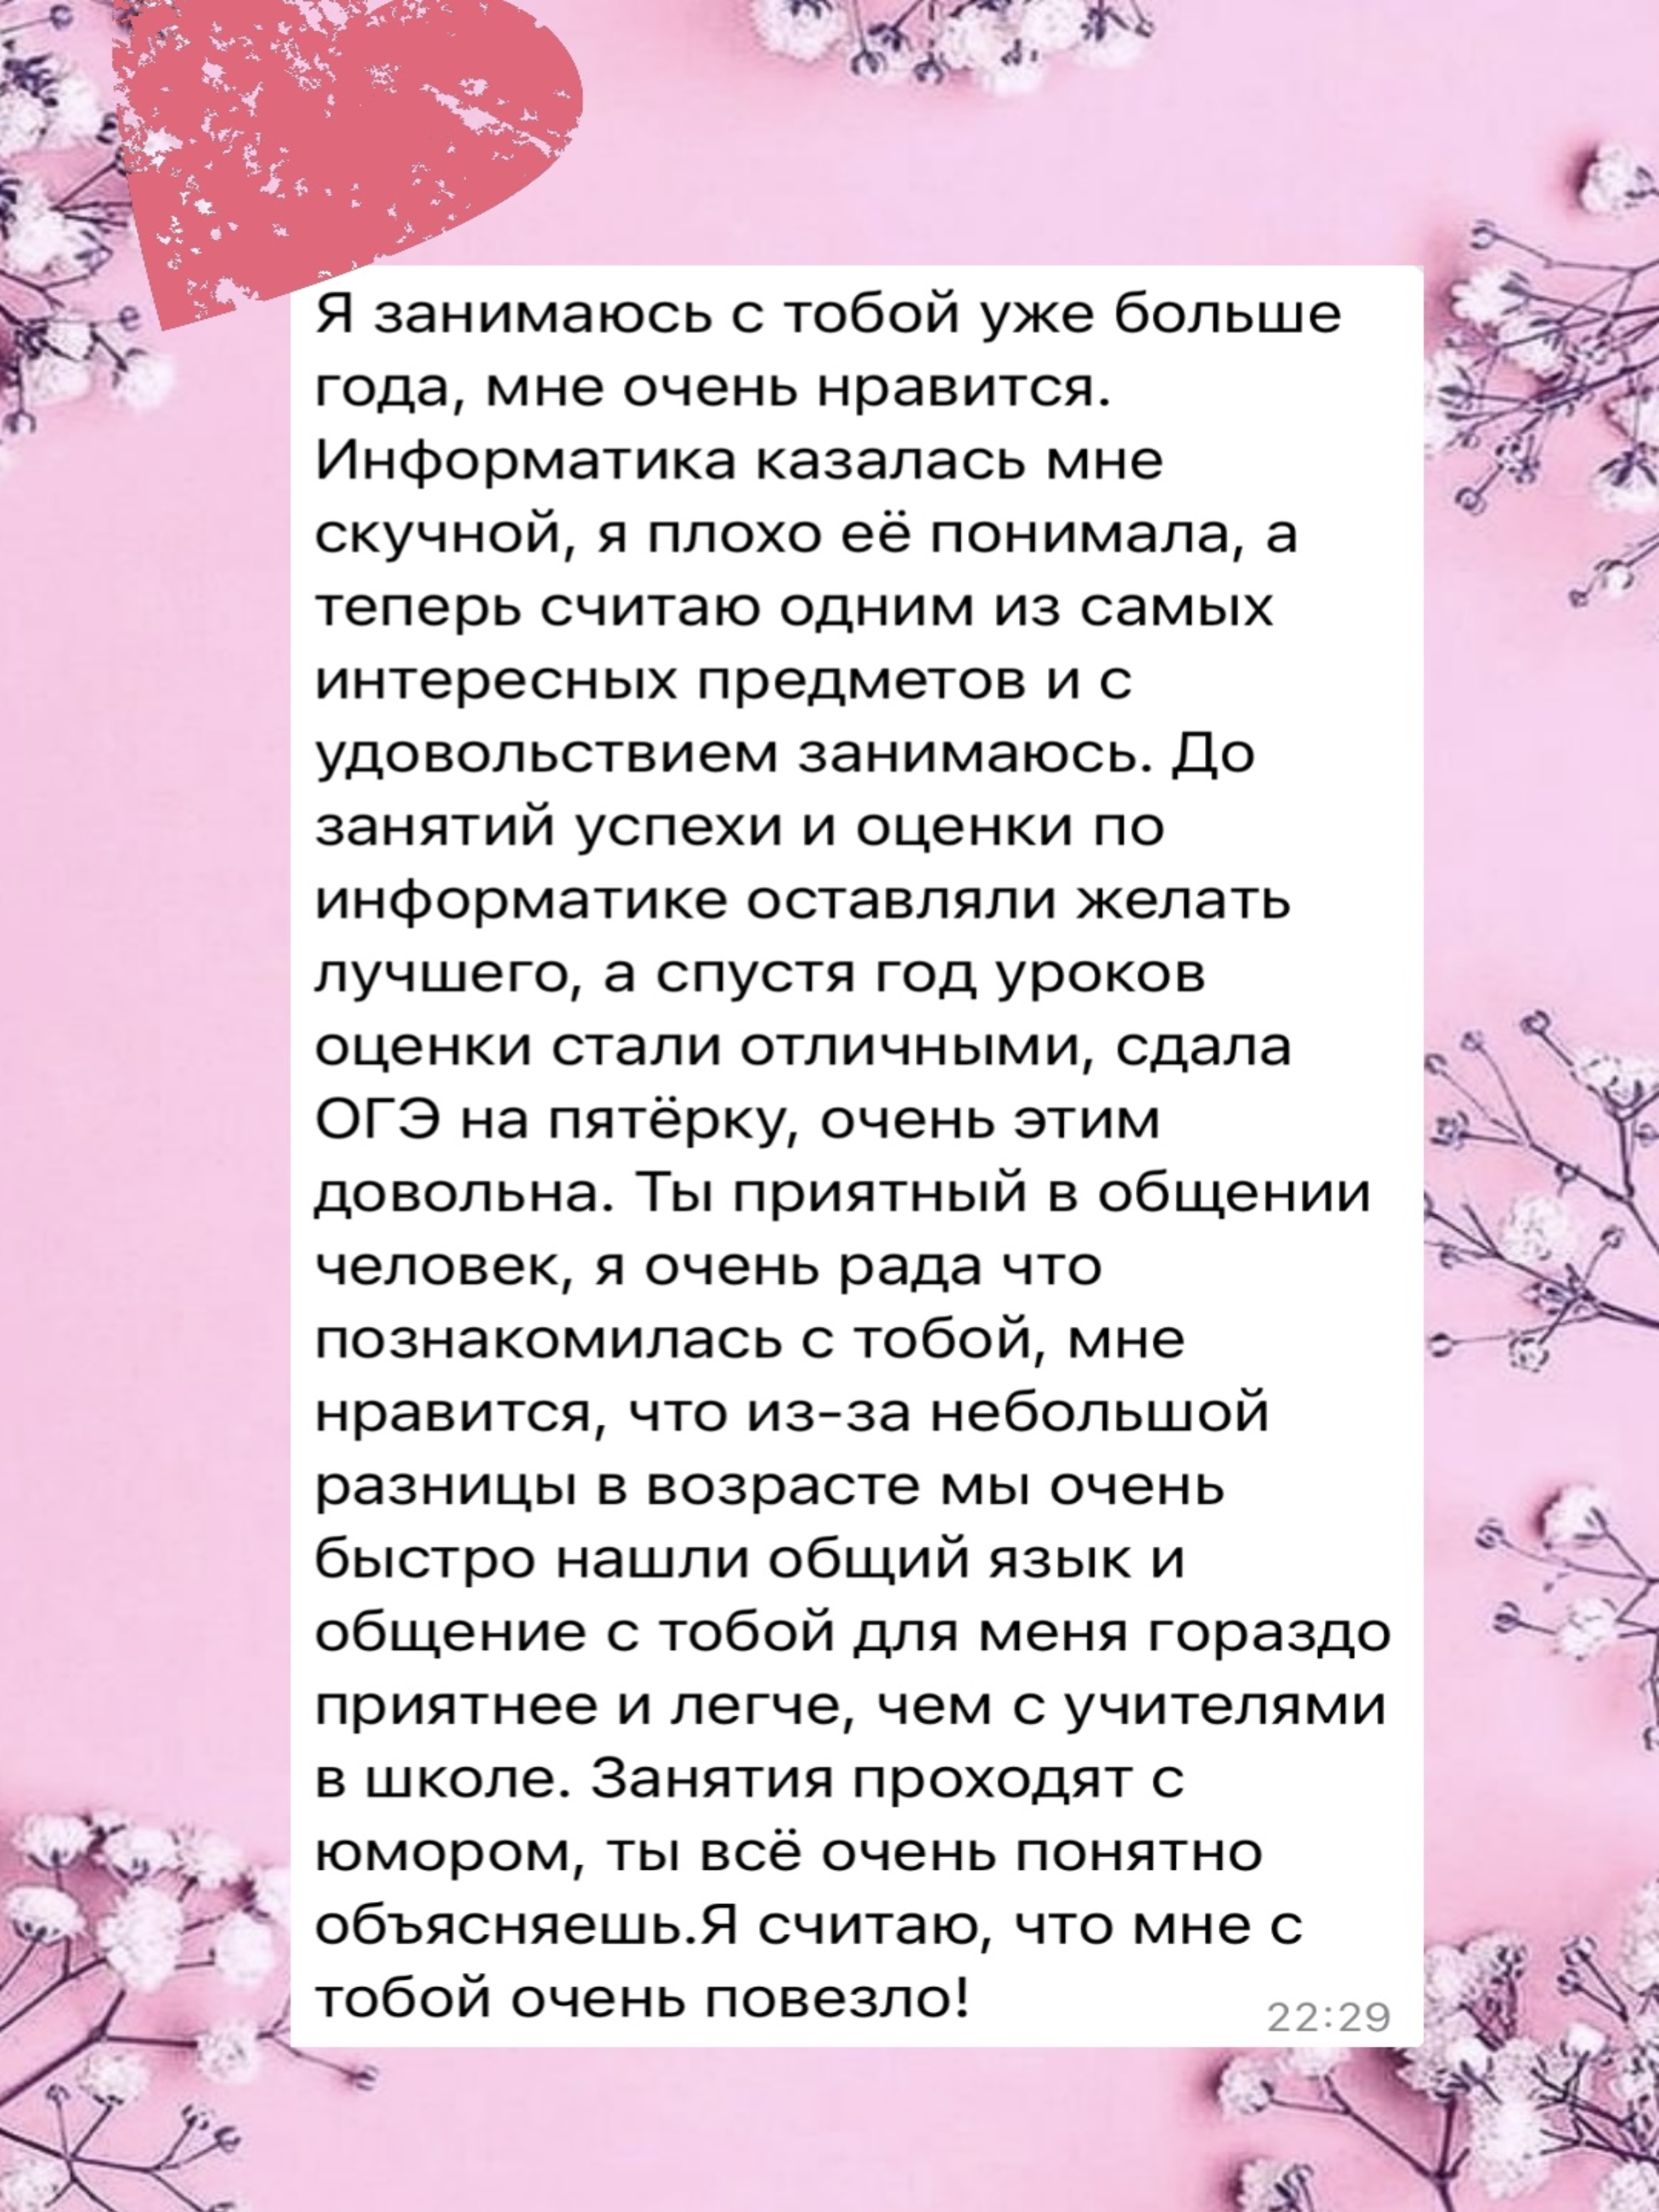 Я занимаюсь с тобой уже больше
года, мне очень нравится.
Информатика казалась мне
скучной, я плохо её понимала, а
теперь считаю одним из самых
интересных предметов и с
удовольствием занимаюсь. До
занятий успехи и оценки по
информатике оставляли желать
лучшего, а спустя год уроков
оценки стали отличными, сдала
ОГЭ на пятёрку, очень этим
довольна. Ты приятный в общении
человек, я очень рада что
познакомилась с тобой, мне
нравится, что из-за небольшой
разницы в возрасте мы очень
быстро нашли общий язык и
общение с тобой для меня гораздо
приятнее и легче, чем с учителями
в школе. Занятия проходят с
юмором, ты всё очень понятно
объясняешь.Я считаю, что мне с
тобой очень повезло!
22:29